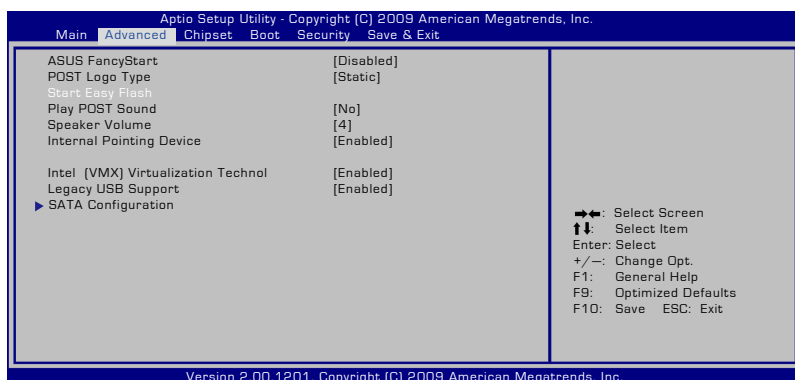 Aptio Setup Utility - Copyright (C) 2009 American Megatrends, Inc.
Main Advanced Chipset Boot Security Save & Exit
ASUS FancyStart [Disabled]
POST Logo Type [Static]
Start Easy Flash
Play POST Sound [No]
Speaker Volume [4]
Internal Pointing Device [Enabled]
Intel (VMX) Virtualization Technol [Enabled]
Legacy USB Support [Enabled]
SATA Configuration
→←: Select Screen
↑↓: Select Item
Enter: Select
+/—: Change Opt.
F1: General Help
F9: Optimized Defaults
F10: Save ESC: Exit
Version 2.00.1201. Copyright (C) 2009 American Megatrends, Inc.